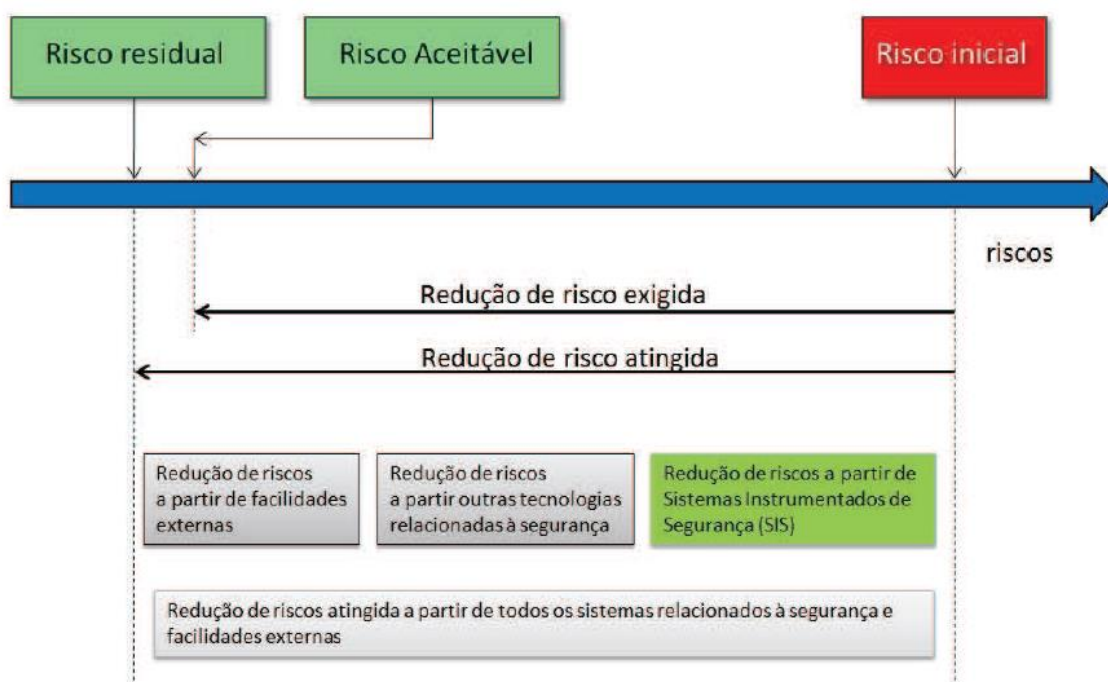 Risco residual
Risco Aceitável
Risco inicial
riscos
Redução de risco exigida
Redução de risco atingida
Redução de riscos
a partir de facilidades
externas
Redução de riscos
a partir outras tecnologias
relacionadas à segurança
Redução de riscos a partir de
Sistemas Instrumentados de
Segurança (SIS)
Redução de riscos atingida a partir de todos os sistemas relacionados à segurança e
facilidades externas